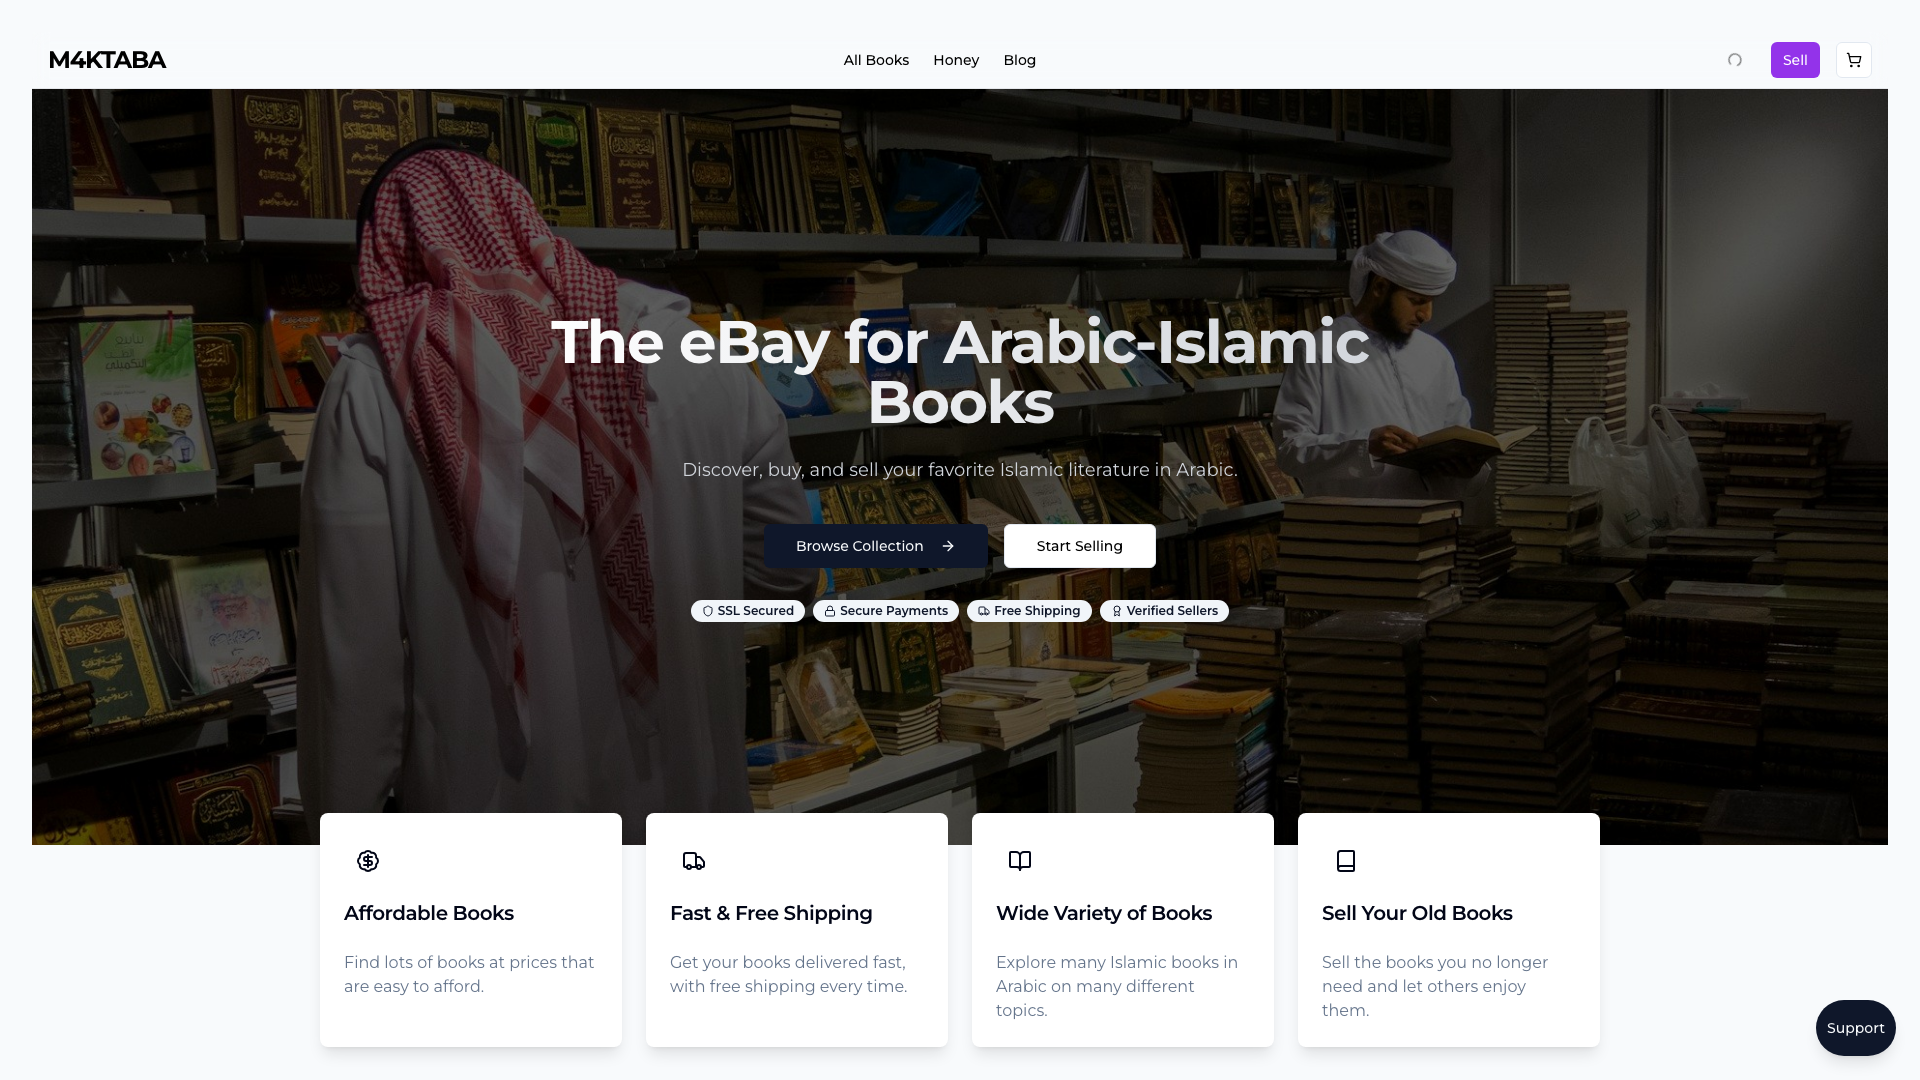 M4KTABA
All Books
Honey
Blog
Sell
The eBay for Arabic-Islamic
Books
Discover, buy, and sell your favorite Islamic literature in Arabic.
Browse Collection
Start Selling
SSL Secured
Secure Payments
Free Shipping
Verified Sellers
Affordable Books
Find lots of books at prices that
are easy to afford.
Fast & Free Shipping
Get your books delivered fast,
with free shipping every time.
Wide Variety of Books
Explore many Islamic books in
Arabic on many different
topics.
Sell Your Old Books
Sell the books you no longer
need and let others enjoy
them.
Support